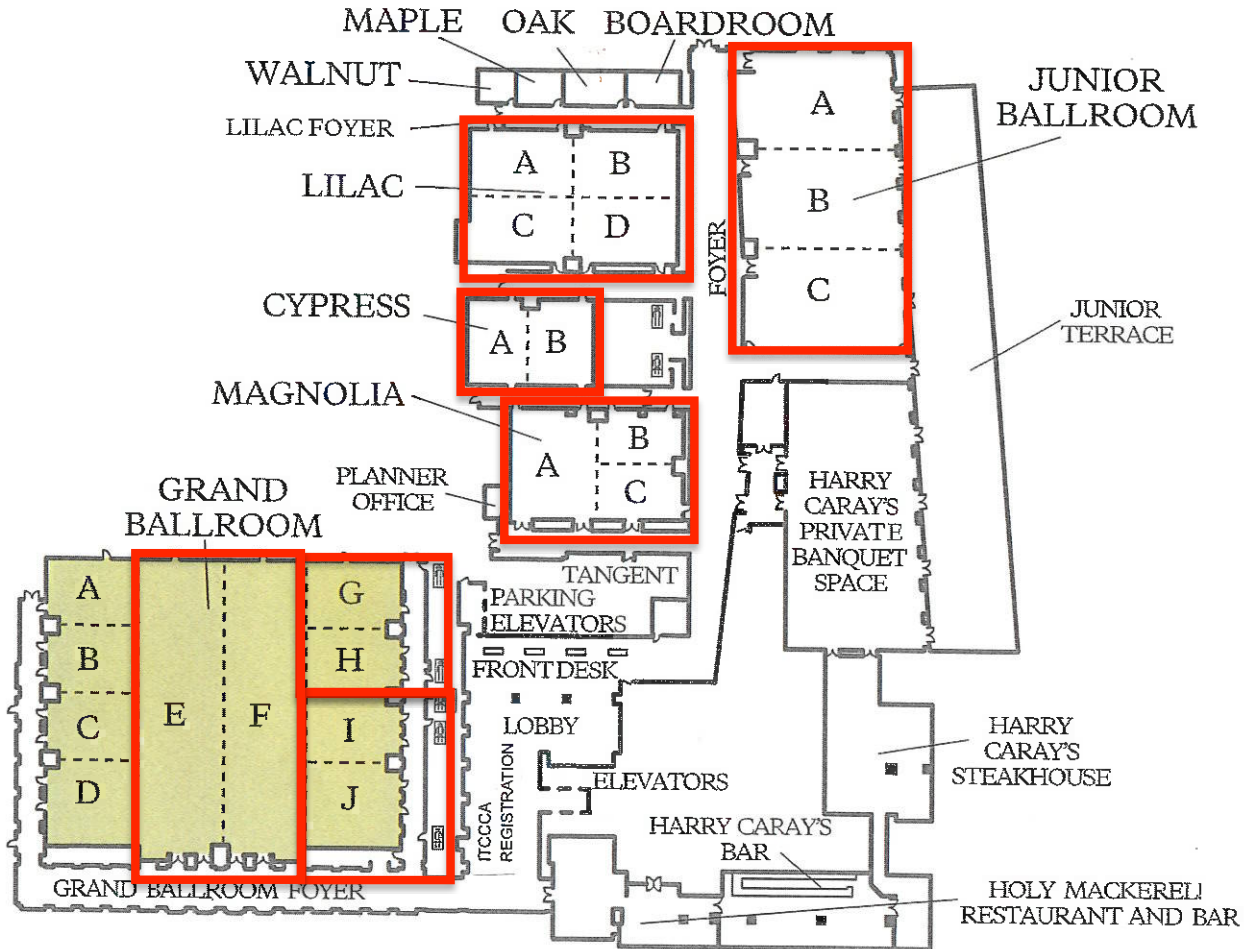 MAPLE
OAK
BOARDROOM
WALNUT
LILAC FOYER
LILAC
A
B
C
D
JUNIOR
BALLROOM
A
B
C
FOYER
CYPRESS
A
B
JUNIOR
TERRACE
MAGNOLIA
A
B
C
PLANNER
OFFICE
HARRY
CARAY'S
PRIVATE
BANQUET
SPACE
GRAND
BALLROOM
A
B
C
D
E
F
G
H
I
J
TANGENT
PARKING
ELEVATORS
FRONT DESK
LOBBY
ITCCCA
REGISTRATION
ELEVATORS
HARRY
CARAY'S
STEAKHOUSE
HARRY CARAY'S
BAR
GRAND BALLROOM FOYER
HOLY MACKEREL!
RESTAURANT AND BAR